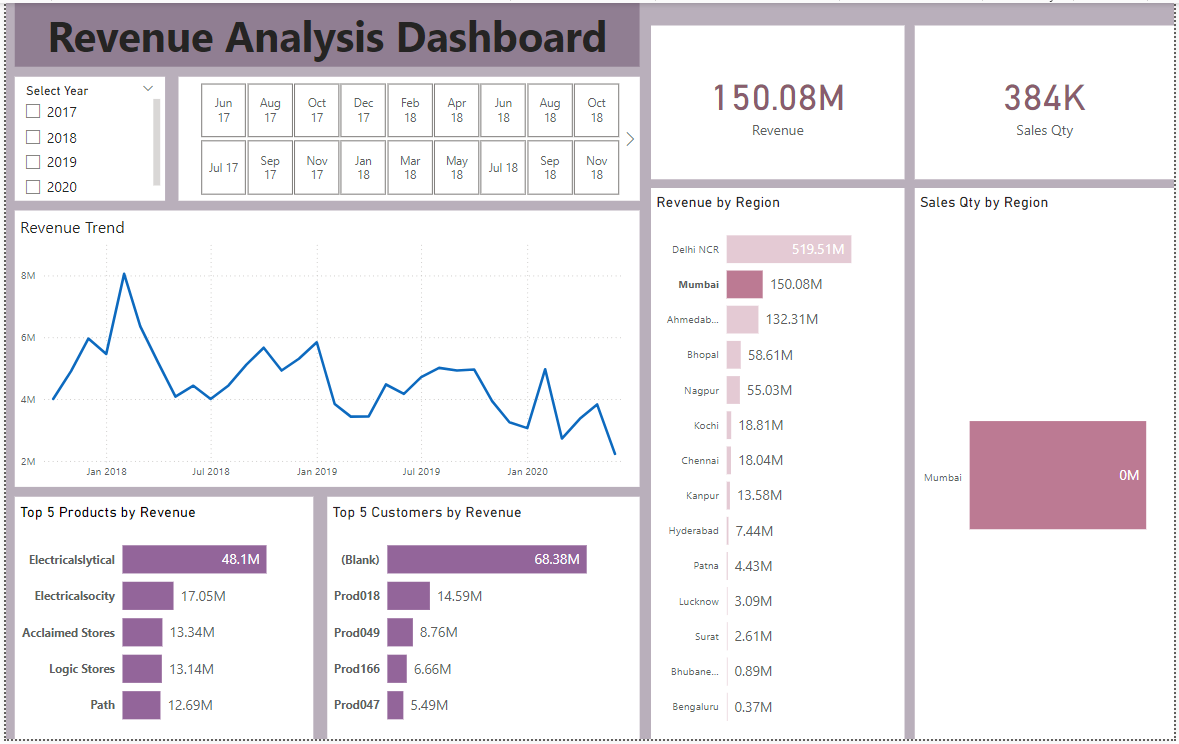 Revenue Analysis Dashboard
Select Year
2017
2018
2019
2020
Jun 17
Aug 17
Oct 17
Dec 17
Feb 18
Apr 18
Jun 18
Aug 18
Oct 18
Jul 17
Sep 17
Nov 17
Jan 18
Mar 18
May 18
Jul 18
Sep 18
Nov 18
150.08M
Revenue
384K
Sales Qty
Revenue Trend
8M
6M
4M
2M
Jan 2018
Jul 2018
Jan 2019
Jul 2019
Jan 2020
Top 5 Products by Revenue
Electricalslytical 48.1M
Electricalsocity 17.05M
Acclaimed Stores 13.34M
Logic Stores 13.14M
Path 12.69M
Top 5 Customers by Revenue
(Blank) 68.38M
Prod018 14.59M
Prod049 8.76M
Prod166 6.66M
Prod047 5.49M
Revenue by Region
Delhi NCR 519.51M
Mumbai 150.08M
Ahmedab... 132.31M
Bhopal 58.61M
Nagpur 55.03M
Kochi 18.81M
Chennai 18.04M
Kanpur 13.58M
Hyderabad 7.44M
Patna 4.43M
Lucknow 3.09M
Surat 2.61M
Bhubane... 0.89M
Bengaluru 0.37M
Sales Qty by Region
Mumbai 0M